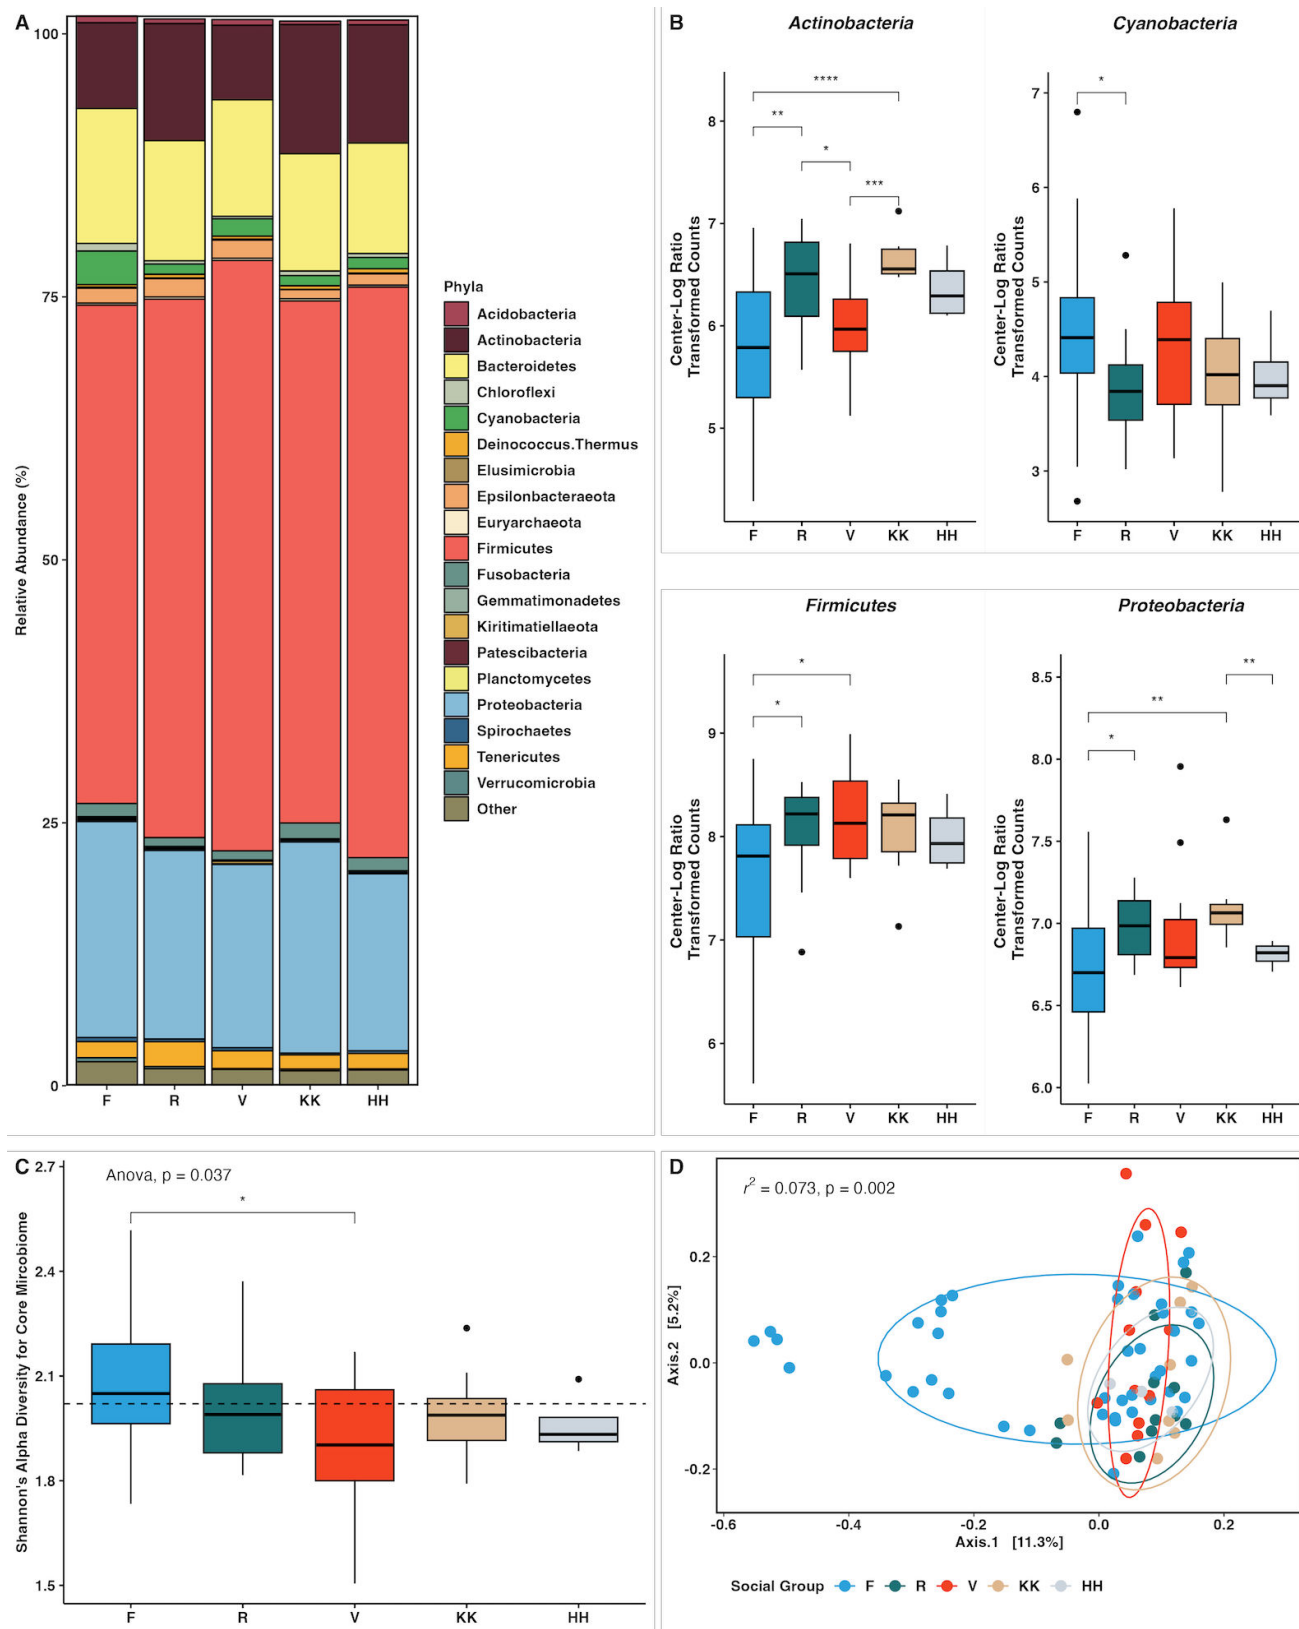 A
100
75
50
25
0
Relative Abundance (%)
F R V KK HH
Phyla
Acidobacteria
Actinobacteria
Bacteroidetes
Chloroflexi
Cyanobacteria
Deinococcus.Thermus
Elusimicrobia
Epsilonbacteraeota
Euryarchaeota
Firmicutes
Fusobacteria
Gemmatimonadetes
Kiritimatiellaeota
Patescibacteria
Planctomycetes
Proteobacteria
Spirochaetes
Tenericutes
Verrucomicrobia
Other
B
Actinobacteria
****
**
*
***
8
7
6
5
Center-Log Ratio
Transformed Counts
F R V KK HH
Cyanobacteria
*
7
6
5
4
3
Center-Log Ratio
Transformed Counts
F R V KK HH
Firmicutes
*
*
9
8
7
6
Center-Log Ratio
Transformed Counts
F R V KK HH
Proteobacteria
**
**
*
8.5
8.0
7.5
7.0
6.5
6.0
Center-Log Ratio
Transformed Counts
F R V KK HH
C
Anova, p = 0.037
*
2.7
2.4
2.1
1.8
1.5
Shannon's Alpha Diversity for Core Mircobiome
F R V KK HH
D
r² = 0.073, p = 0.002
0.2
0.0
-0.2
Axis.2 [5.2%]
-0.6 -0.4 -0.2 0.0 0.2
Axis.1 [11.3%]
Social Group F R V KK HH